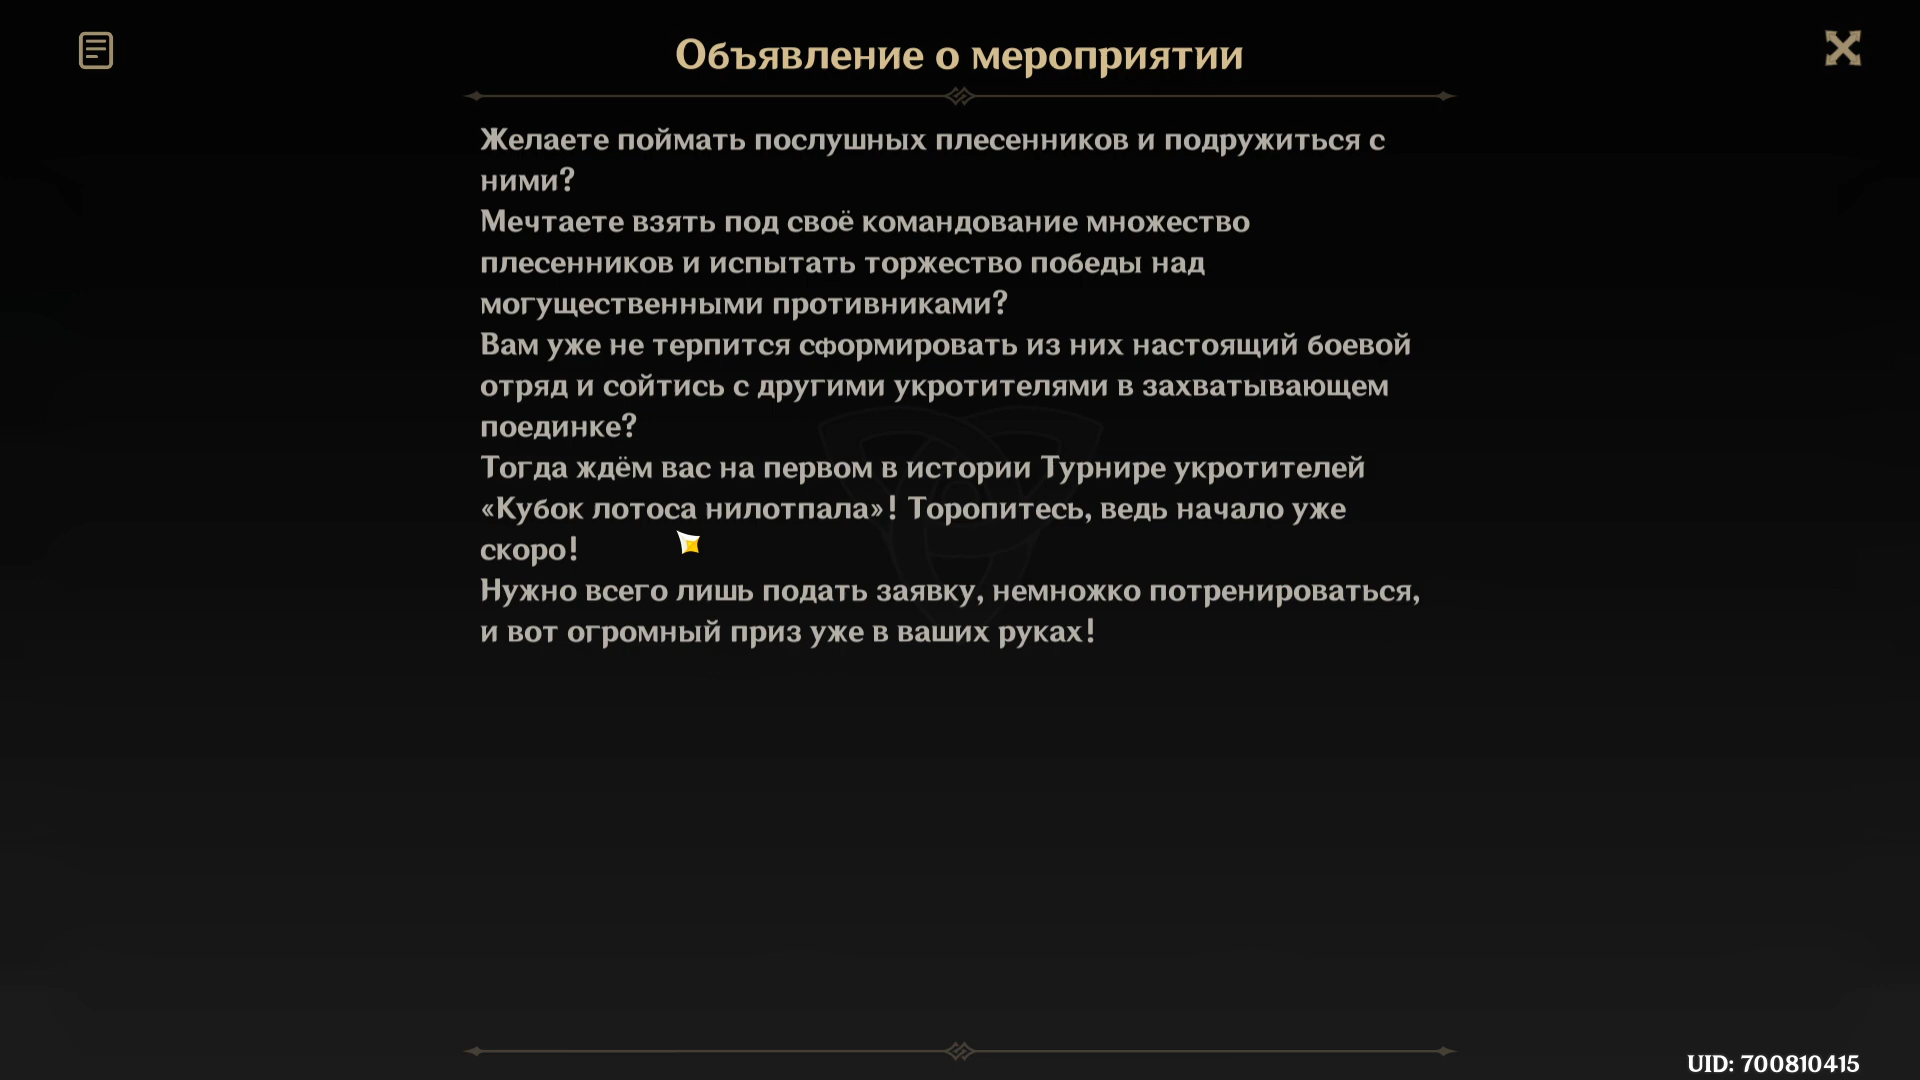 Объявление о мероприятии
Желаете поймать послушных плесенников и подружиться с
ними?
Мечтаете взять под своё командование множество
плесенников и испытать торжество победы над
могущественными противниками?
Вам уже не терпится сформировать из них настоящий боевой
отряд и сойтись с другими укротителями в захватывающем
поединке?
Тогда ждём вас на первом в истории Турнире укротителей
«Кубок лотоса нилотпала»! Торопитесь, ведь начало уже
скоро!
Нужно всего лишь подать заявку, немножко потренироваться,
и вот огромный приз уже в ваших руках!
UID: 700810415